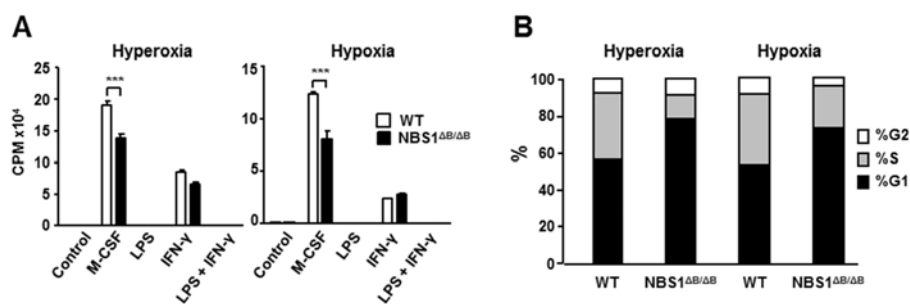 A
B
Hyperoxia
Hypoxia
Hyperoxia
Hypoxia
CPM x10⁴
25
20
15
10
5
0
***
Control
M-CSF
LPS
IFN-γ
LPS + IFN-γ
15
10
5
0
***
WT
NBS1ΔB/ΔB
Control
M-CSF
LPS
IFN-γ
LPS + IFN-γ
%
100
80
60
40
20
0
WT
NBS1ΔB/ΔB
WT
NBS1ΔB/ΔB
%G2
%S
%G1